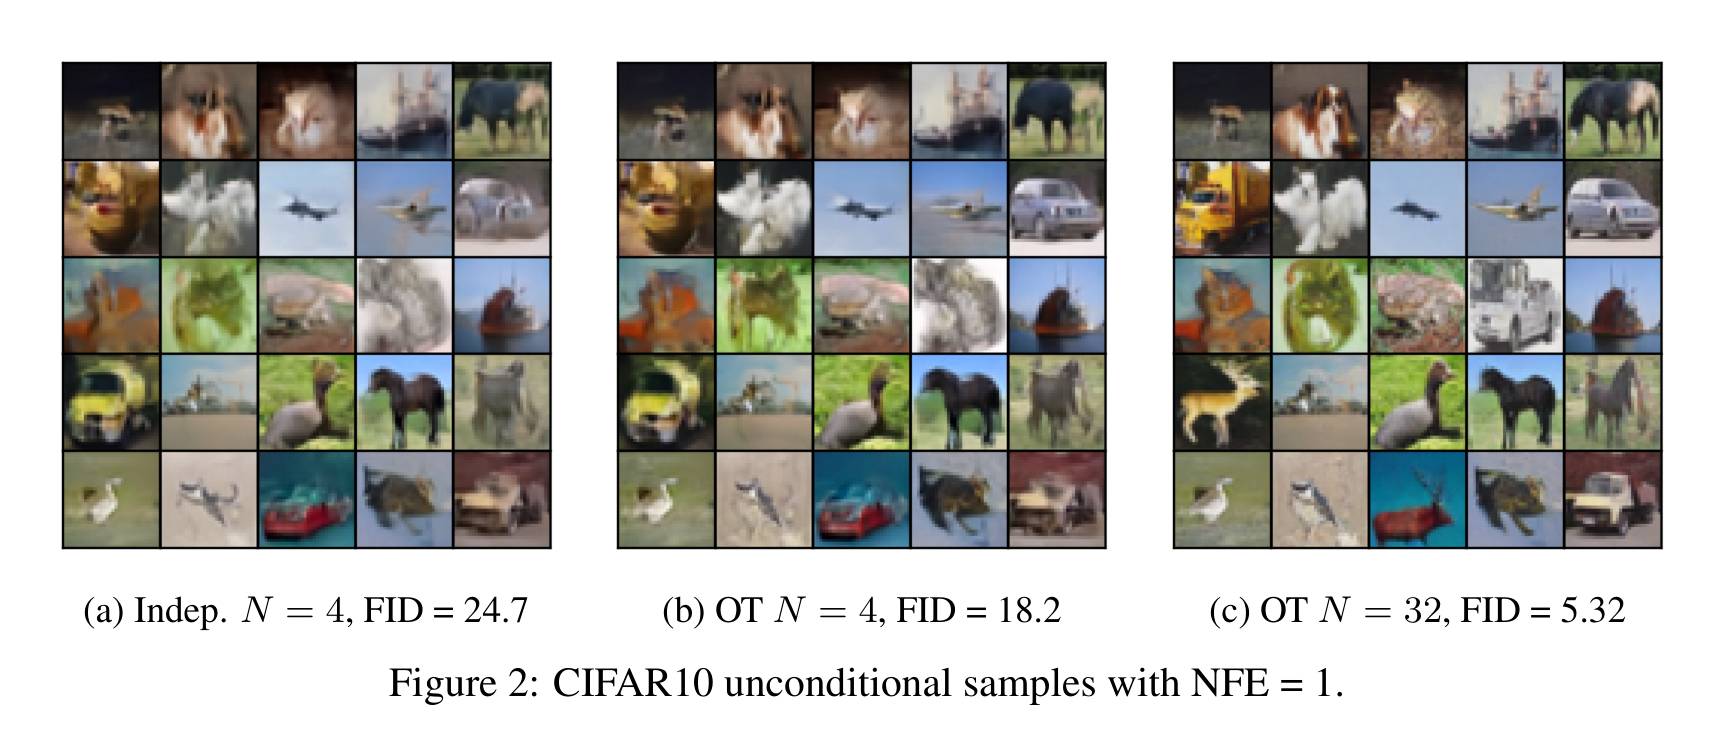 (a) Indep. N = 4, FID = 24.7
(b) OT N = 4, FID = 18.2
(c) OT N = 32, FID = 5.32
Figure 2: CIFAR10 unconditional samples with NFE = 1.